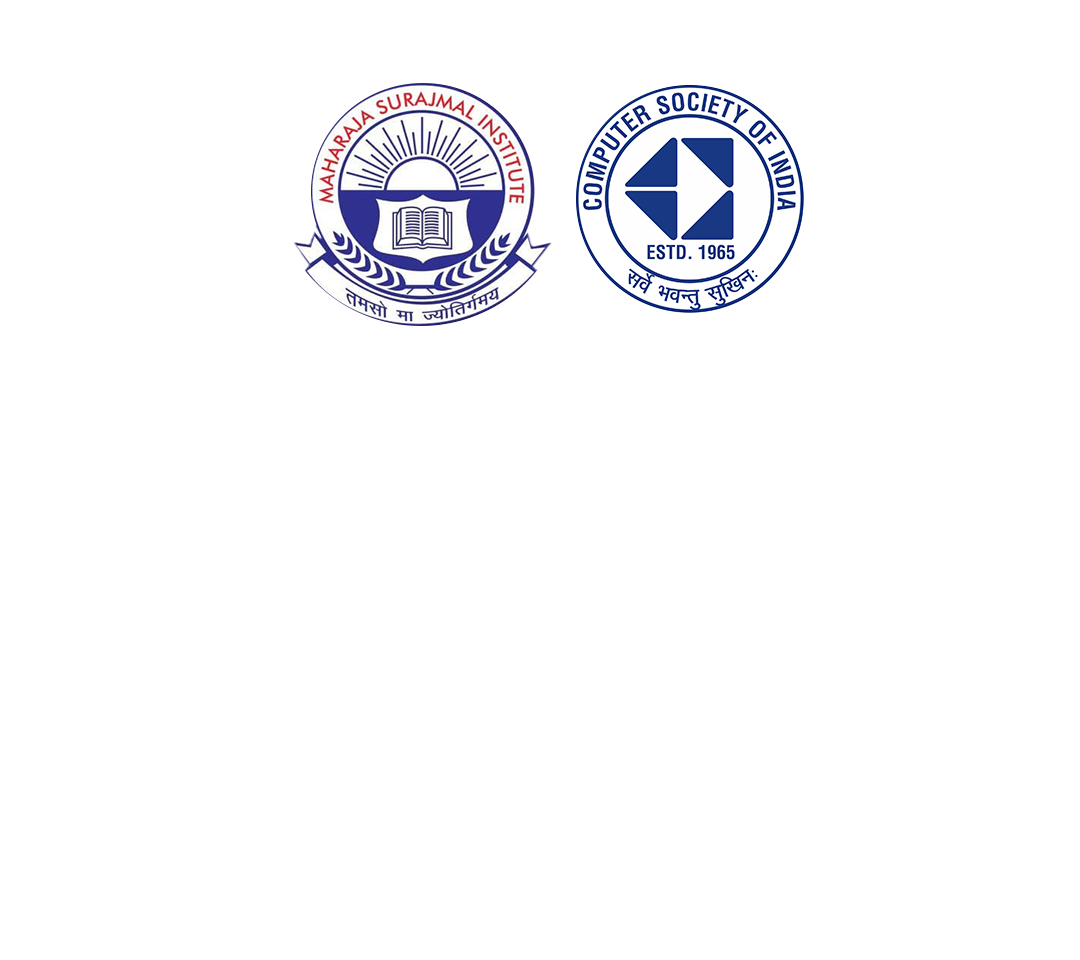 MAHARAJA SURAJMAL INSTITUTE
तमसो मा ज्योतिर्गमय
COMPUTER SOCIETY OF INDIA
ESTD. 1965
सर्वे भवन्तु सुखिनः